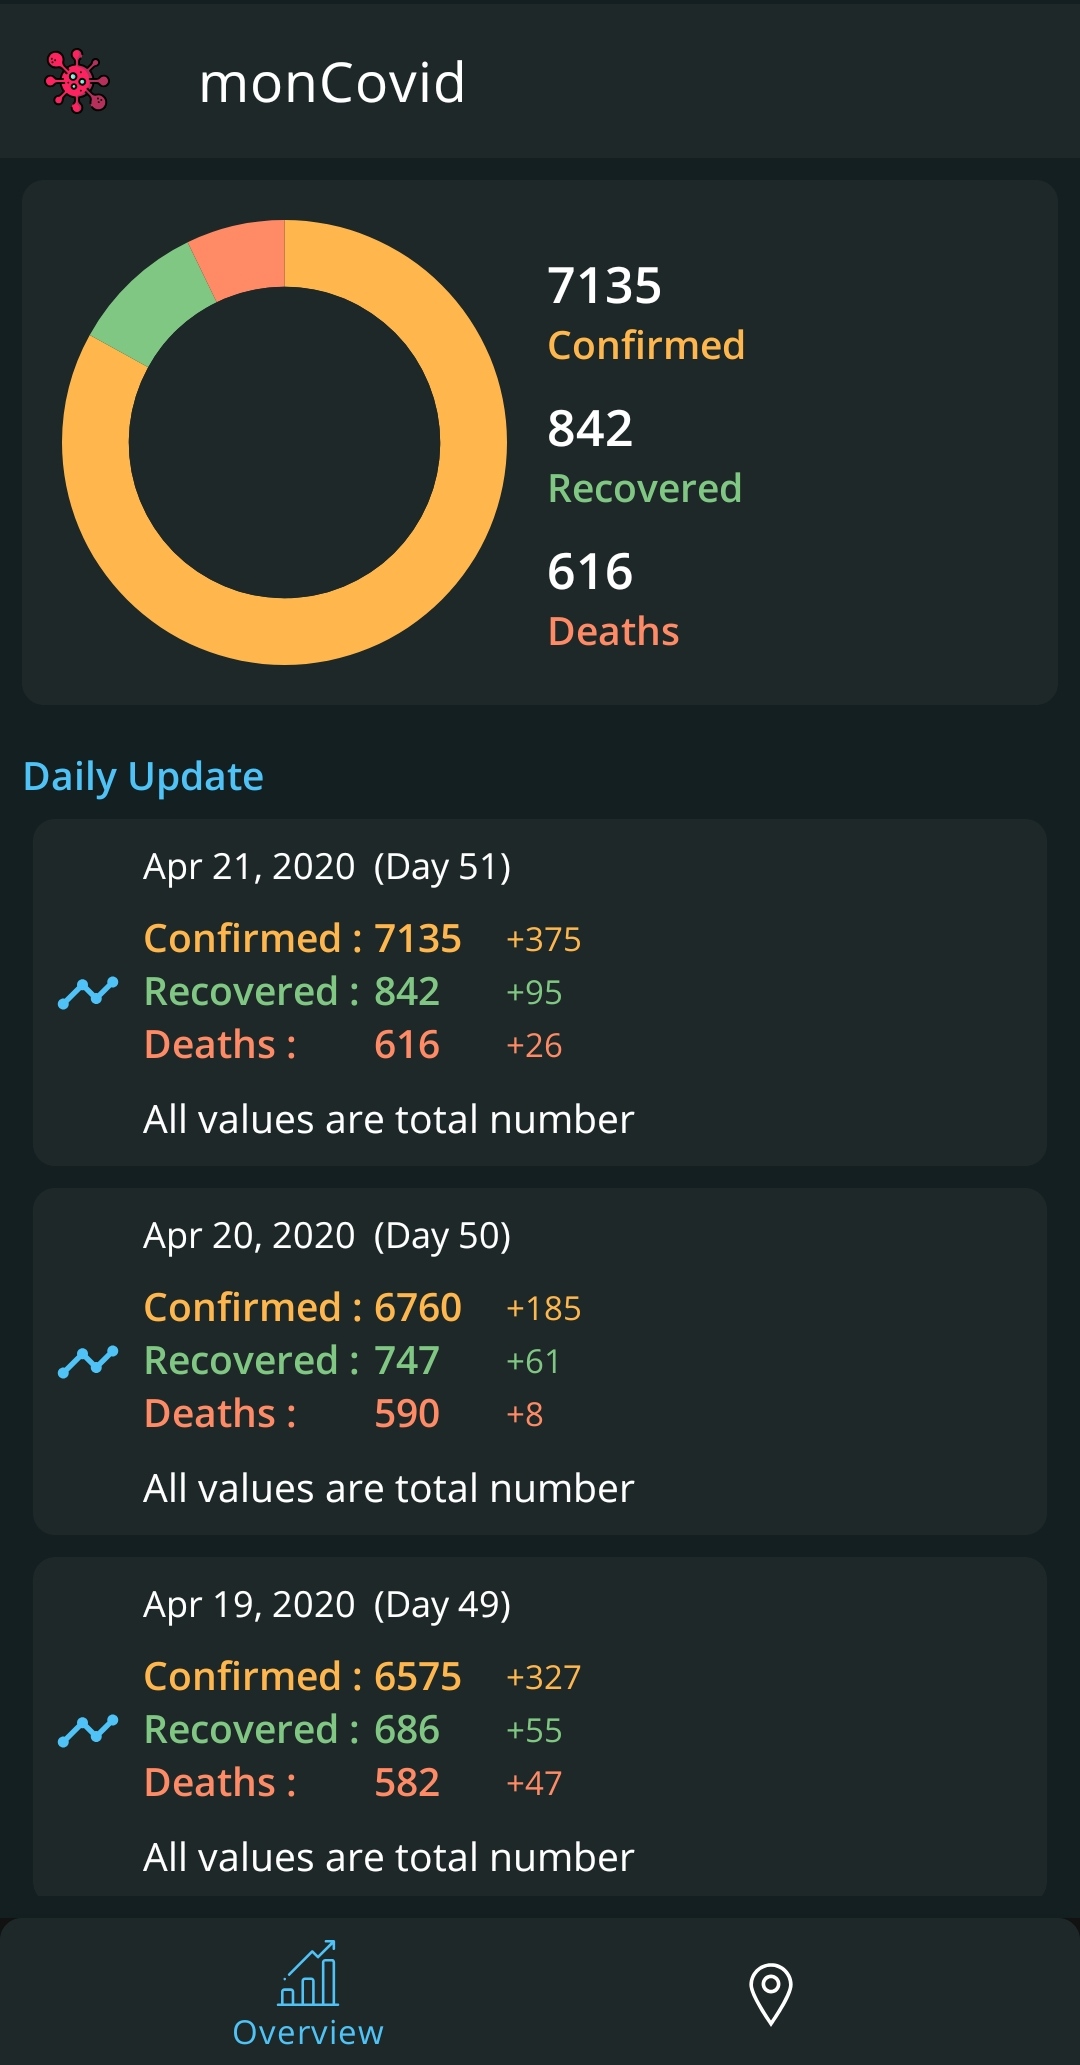 monCovid
7135
Confirmed
842
Recovered
616
Deaths
Daily Update
Apr 21, 2020 (Day 51)
Confirmed : 7135 +375
Recovered : 842 +95
Deaths : 616 +26
All values are total number
Apr 20, 2020 (Day 50)
Confirmed : 6760 +185
Recovered : 747 +61
Deaths : 590 +8
All values are total number
Apr 19, 2020 (Day 49)
Confirmed : 6575 +327
Recovered : 686 +55
Deaths : 582 +47
All values are total number
Overview